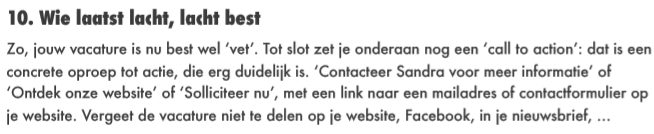 10. Wie laatst lacht, lacht best
Zo, jouw vacature is nu best wel ‘vet’. Tot slot zet je onderaan nog een ‘call to action’: dat is een
concrete oproep tot actie, die erg duidelijk is. ‘Contacteer Sandra voor meer informatie’ of
‘Ontdek onze website’ of ‘Solliciteer nu’, met een link naar een mailadres of contactformulier op
je website. Vergeet de vacature niet te delen op je website, Facebook, in je nieuwsbrief, ...